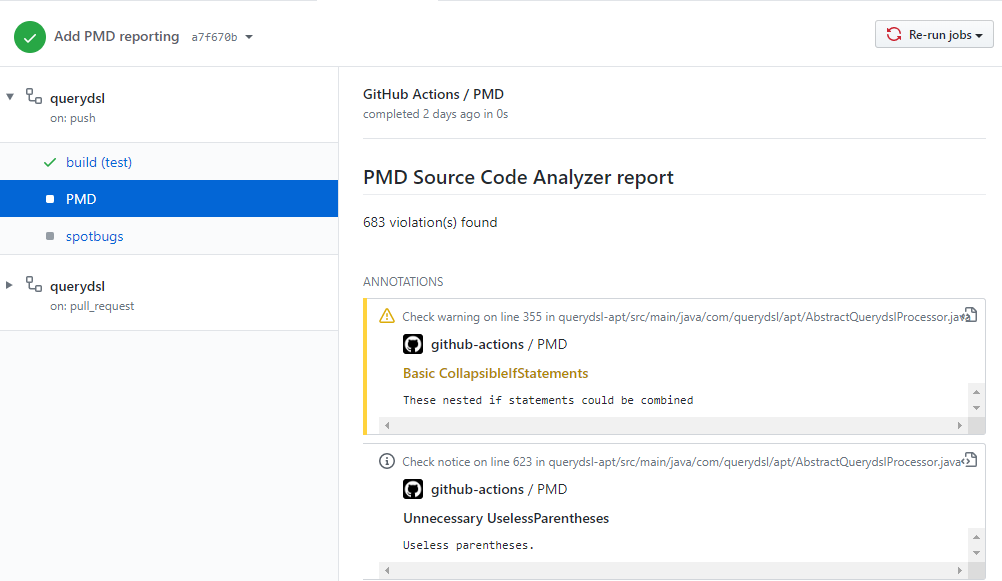 Add PMD reporting a7f670b
Re-run jobs
querydsl
on: push
build (test)
PMD
spotbugs
querydsl
on: pull_request
GitHub Actions / PMD
completed 2 days ago in 0s
PMD Source Code Analyzer report
683 violation(s) found
ANNOTATIONS
Check warning on line 355 in querydsl-apt/src/main/java/com/querydsl/apt/AbstractQuerydslProcessor.java
github-actions / PMD
Basic CollapsibleIfStatements
These nested if statements could be combined
Check notice on line 623 in querydsl-apt/src/main/java/com/querydsl/apt/AbstractQuerydslProcessor.java
github-actions / PMD
Unnecessary UselessParentheses
Useless parentheses.